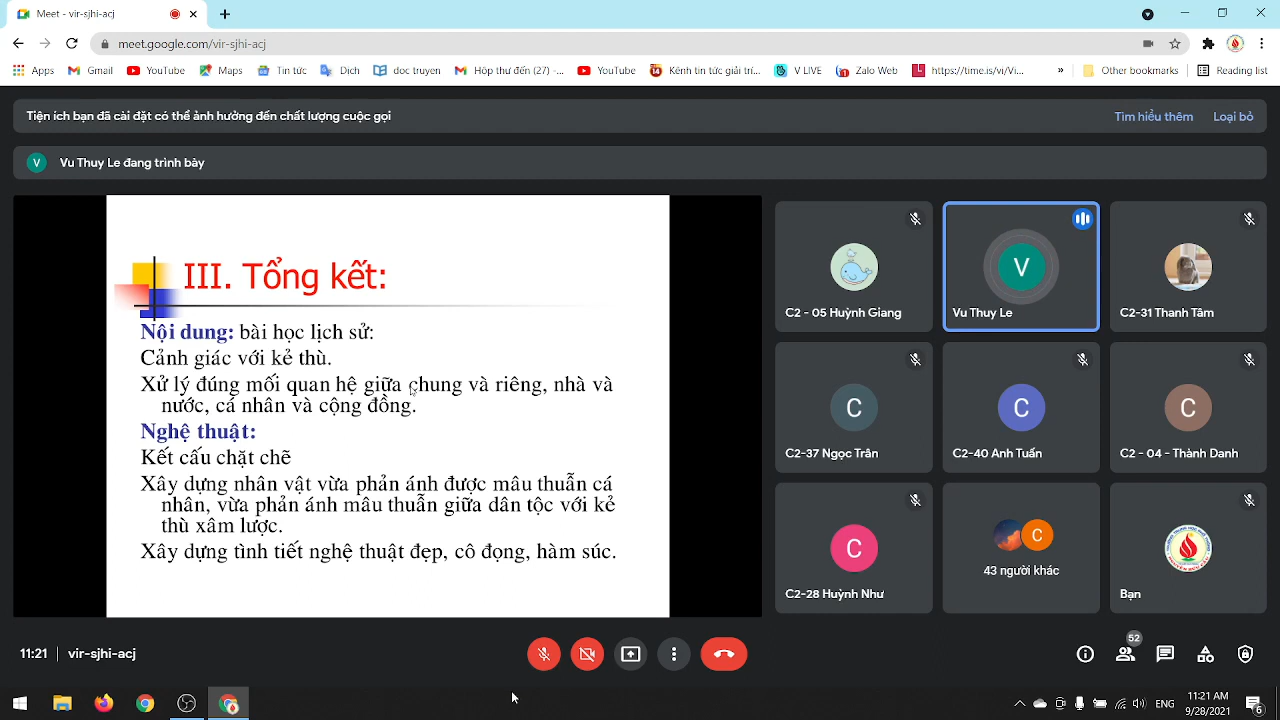 Meet - vir-sjhi-acj
meet.google.com/vir-sjhi-acj
Apps Gmail YouTube Maps Tin tức Dịch doc truyen Hôp thư đến (27) -... YouTube Kênh tin tức giải trí... V LIVE Zalo Web https://time.is/vi/Vi... » Other bookmarks Reading list
Tiện ích bạn đã cài đặt có thể ảnh hưởng đến chất lượng cuộc gọi Tìm hiểu thêm Loại bỏ
V Vu Thuy Le đang trình bày
III. Tổng kết:
Nội dung: bài học lịch sử:
Cảnh giác với kẻ thù.
Xử lý đúng mối quan hệ giữa chung và riêng, nhà và
nước, cá nhân và cộng đồng.
Nghệ thuật:
Kết cấu chặt chẽ
Xây dựng nhân vật vừa phản ánh được mâu thuẫn cá
nhân, vừa phản ánh mâu thuẫn giữa dân tộc với kẻ
thù xâm lược.
Xây dựng tình tiết nghệ thuật đẹp, cô đọng, hàm súc.
V
C2 - 05 Huỳnh Giang Vu Thuy Le C2-31 Thanh Tâm
C C C
C2-37 Ngọc Trân C2-40 Anh Tuấn C2 - 04 - Thành Danh
C C
C2-28 Huỳnh Như 43 người khác Bạn
11:21 vir-sjhi-acj 52
ENG 11:21 AM
9/28/2021 6